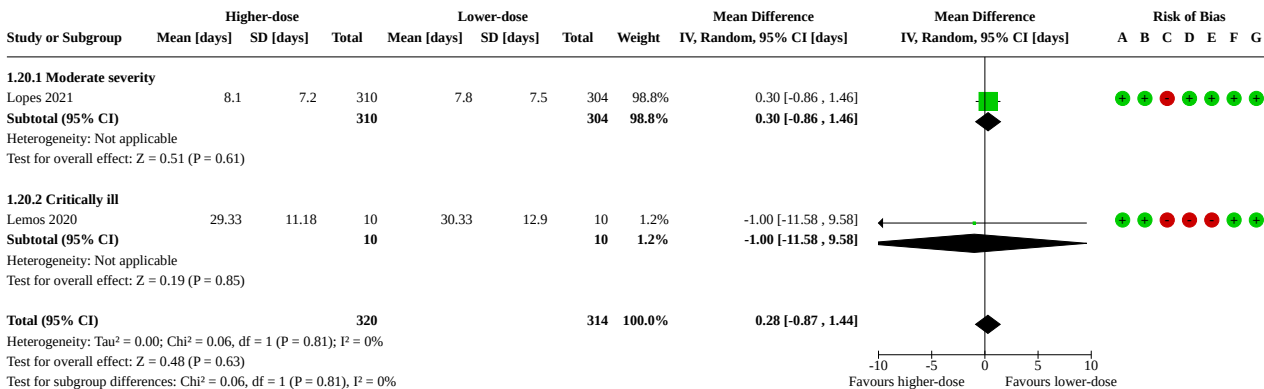 Higher-dose Lower-dose Mean Difference Mean Difference Risk of Bias
Study or Subgroup Mean [days] SD [days] Total Mean [days] SD [days] Total Weight IV, Random, 95% CI [days] IV, Random, 95% CI [days] A B C D E F G
1.20.1 Moderate severity
Lopes 2021 8.1 7.2 310 7.8 7.5 304 98.8% 0.30 [-0.86 , 1.46] + + - + + + +
Subtotal (95% CI) 310 304 98.8% 0.30 [-0.86 , 1.46]
Heterogeneity: Not applicable
Test for overall effect: Z = 0.51 (P = 0.61)
1.20.2 Critically ill
Lemos 2020 29.33 11.18 10 30.33 12.9 10 1.2% -1.00 [-11.58 , 9.58] + + - - - + +
Subtotal (95% CI) 10 10 1.2% -1.00 [-11.58 , 9.58]
Heterogeneity: Not applicable
Test for overall effect: Z = 0.19 (P = 0.85)
Total (95% CI) 320 314 100.0% 0.28 [-0.87 , 1.44]
Heterogeneity: Tau² = 0.00; Chi² = 0.06, df = 1 (P = 0.81); I² = 0%
Test for overall effect: Z = 0.48 (P = 0.63) -10 -5 0 5 10
Test for subgroup differences: Chi² = 0.06, df = 1 (P = 0.81), I² = 0% Favours higher-dose Favours lower-dose